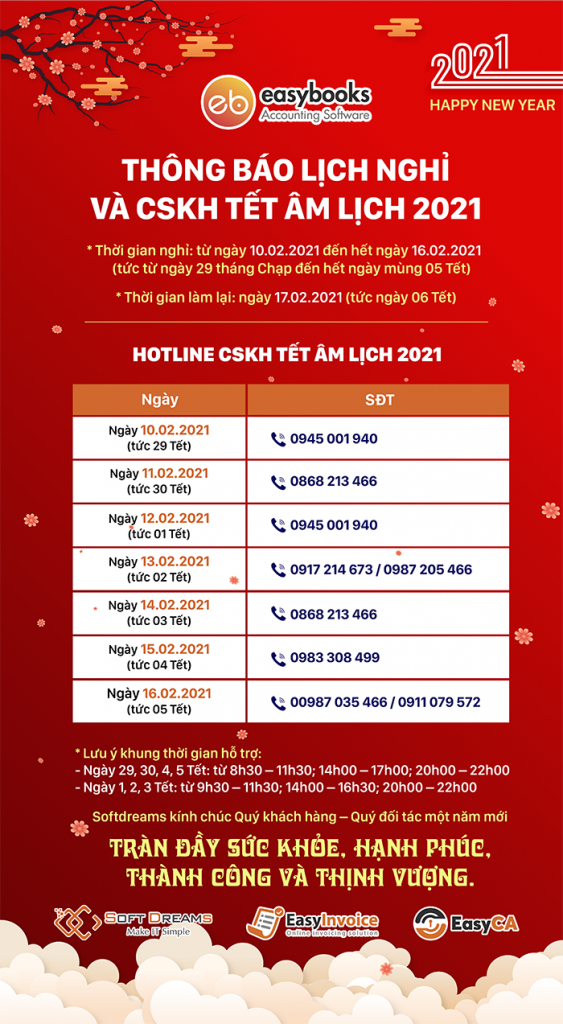 2021
HAPPY NEW YEAR
eb easybooks
Accounting Software
THÔNG BÁO LỊCH NGHỈ
VÀ CSKH TẾT ÂM LỊCH 2021
* Thời gian nghỉ: từ ngày 10.02.2021 đến hết ngày 16.02.2021
(tức từ ngày 29 tháng Chạp đến hết ngày mùng 05 Tết)
* Thời gian làm lại: ngày 17.02.2021 (tức ngày 06 Tết)
HOTLINE CSKH TẾT ÂM LỊCH 2021
Ngày SĐT
Ngày 10.02.2021
(tức 29 Tết)
0945 001 940
Ngày 11.02.2021
(tức 30 Tết)
0868 213 466
Ngày 12.02.2021
(tức 01 Tết)
0945 001 940
Ngày 13.02.2021
(tức 02 Tết)
0917 214 673 / 0987 205 466
Ngày 14.02.2021
(tức 03 Tết)
0868 213 466
Ngày 15.02.2021
(tức 04 Tết)
0983 308 499
Ngày 16.02.2021
(tức 05 Tết)
00987 035 466 / 0911 079 572
* Lưu ý khung thời gian hỗ trợ:
- Ngày 29, 30, 4, 5 Tết: từ 8h30 – 11h30; 14h00 – 17h00; 20h00 – 22h00
- Ngày 1, 2, 3 Tết: từ 9h30 – 11h30; 14h00 – 16h30; 20h00 – 22h00
Softdreams kính chúc Quý khách hàng – Quý đối tác một năm mới
TRÀN ĐẦY SỨC KHỎE, HẠNH PHÚC,
THÀNH CÔNG VÀ THỊNH VƯỢNG.
SOFT DREAMS
Make IT Simple
EasyInvoice
Online invoicing solution
EasyCA